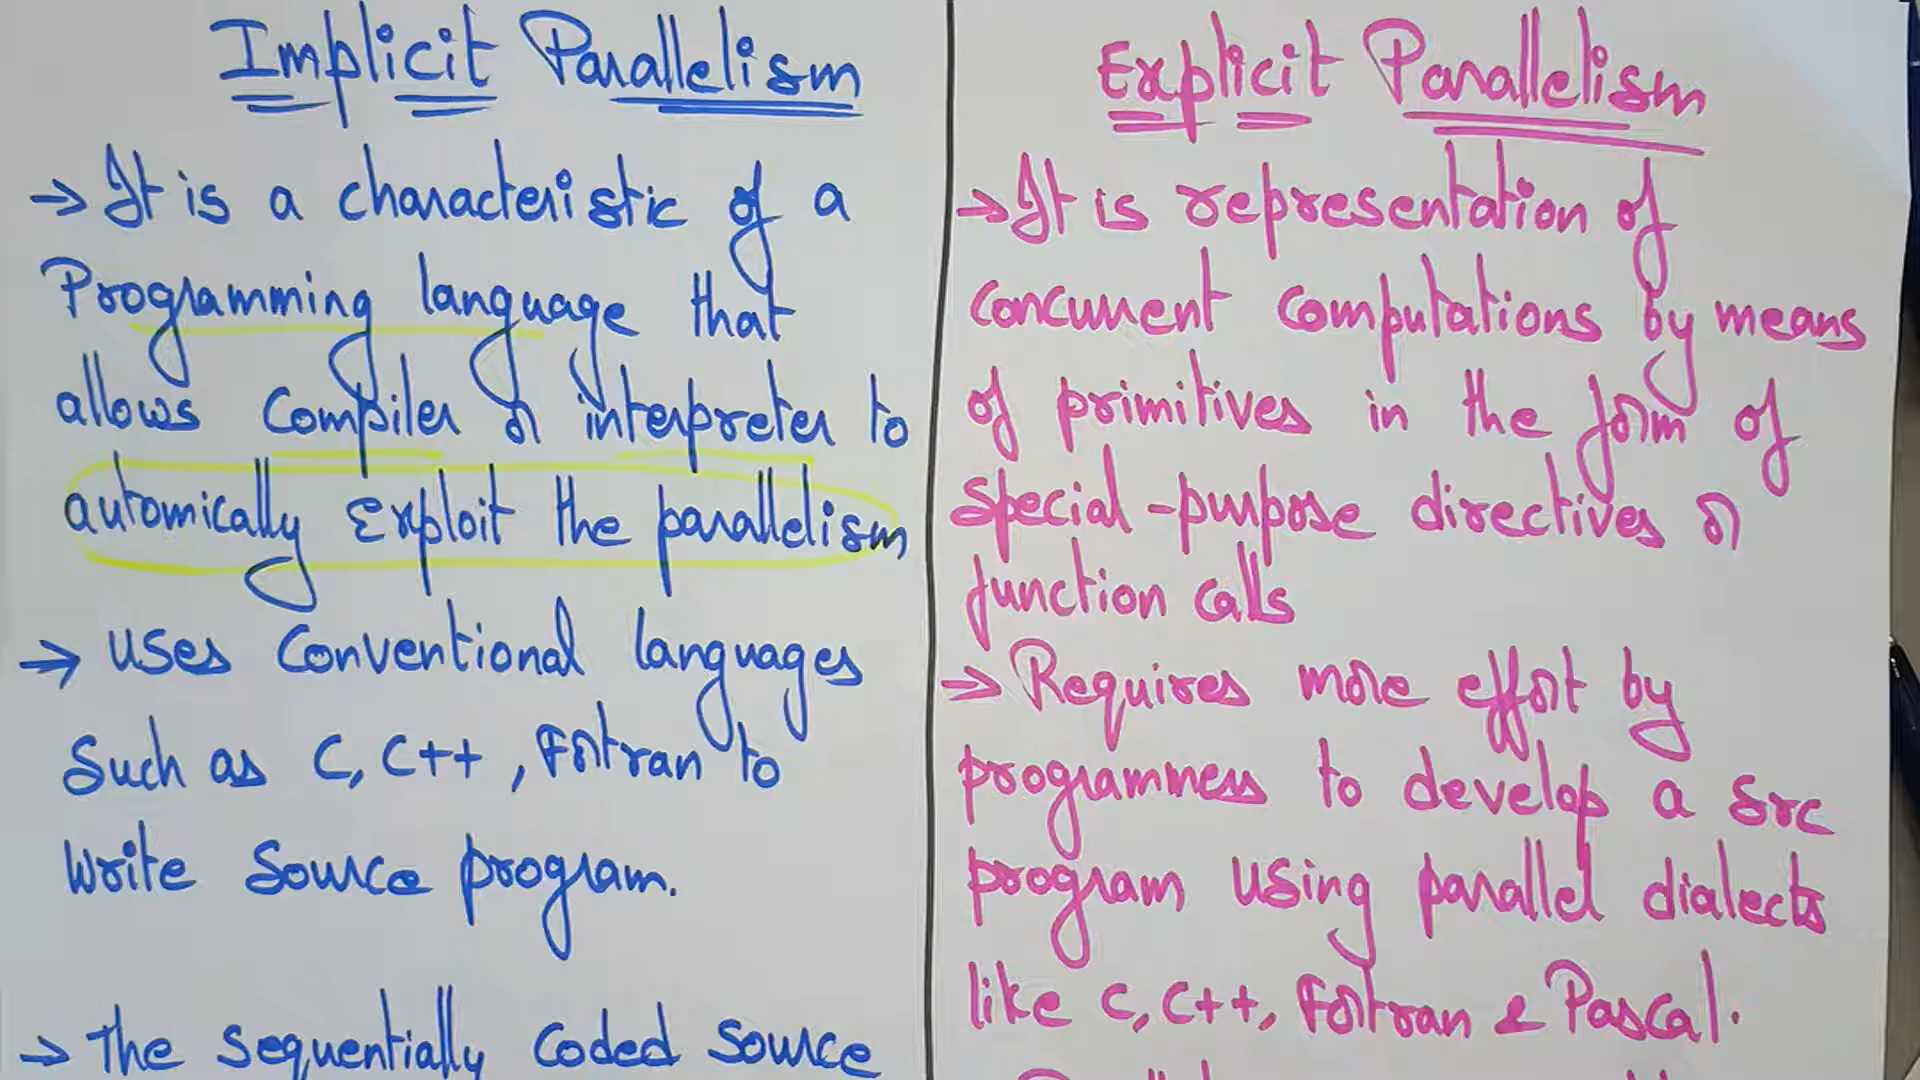 Implicit Parallelism
→ It is a characteristic of a
Programming language that
allows Compiler or interpreter to
automically Exploit the parallelism
→ uses Conventional languages
Such as C, C++, Fortran to
Write Source program.
→ The sequentially Coded Source
Explicit Parallelism
→ It is representation of
concurrent computations by means
of primitives in the form of
special-purpose directives or
function calls
→ Requires more effort by
programmers to develop a src
program using parallel dialects
like C, C++, Fortran & Pascal.